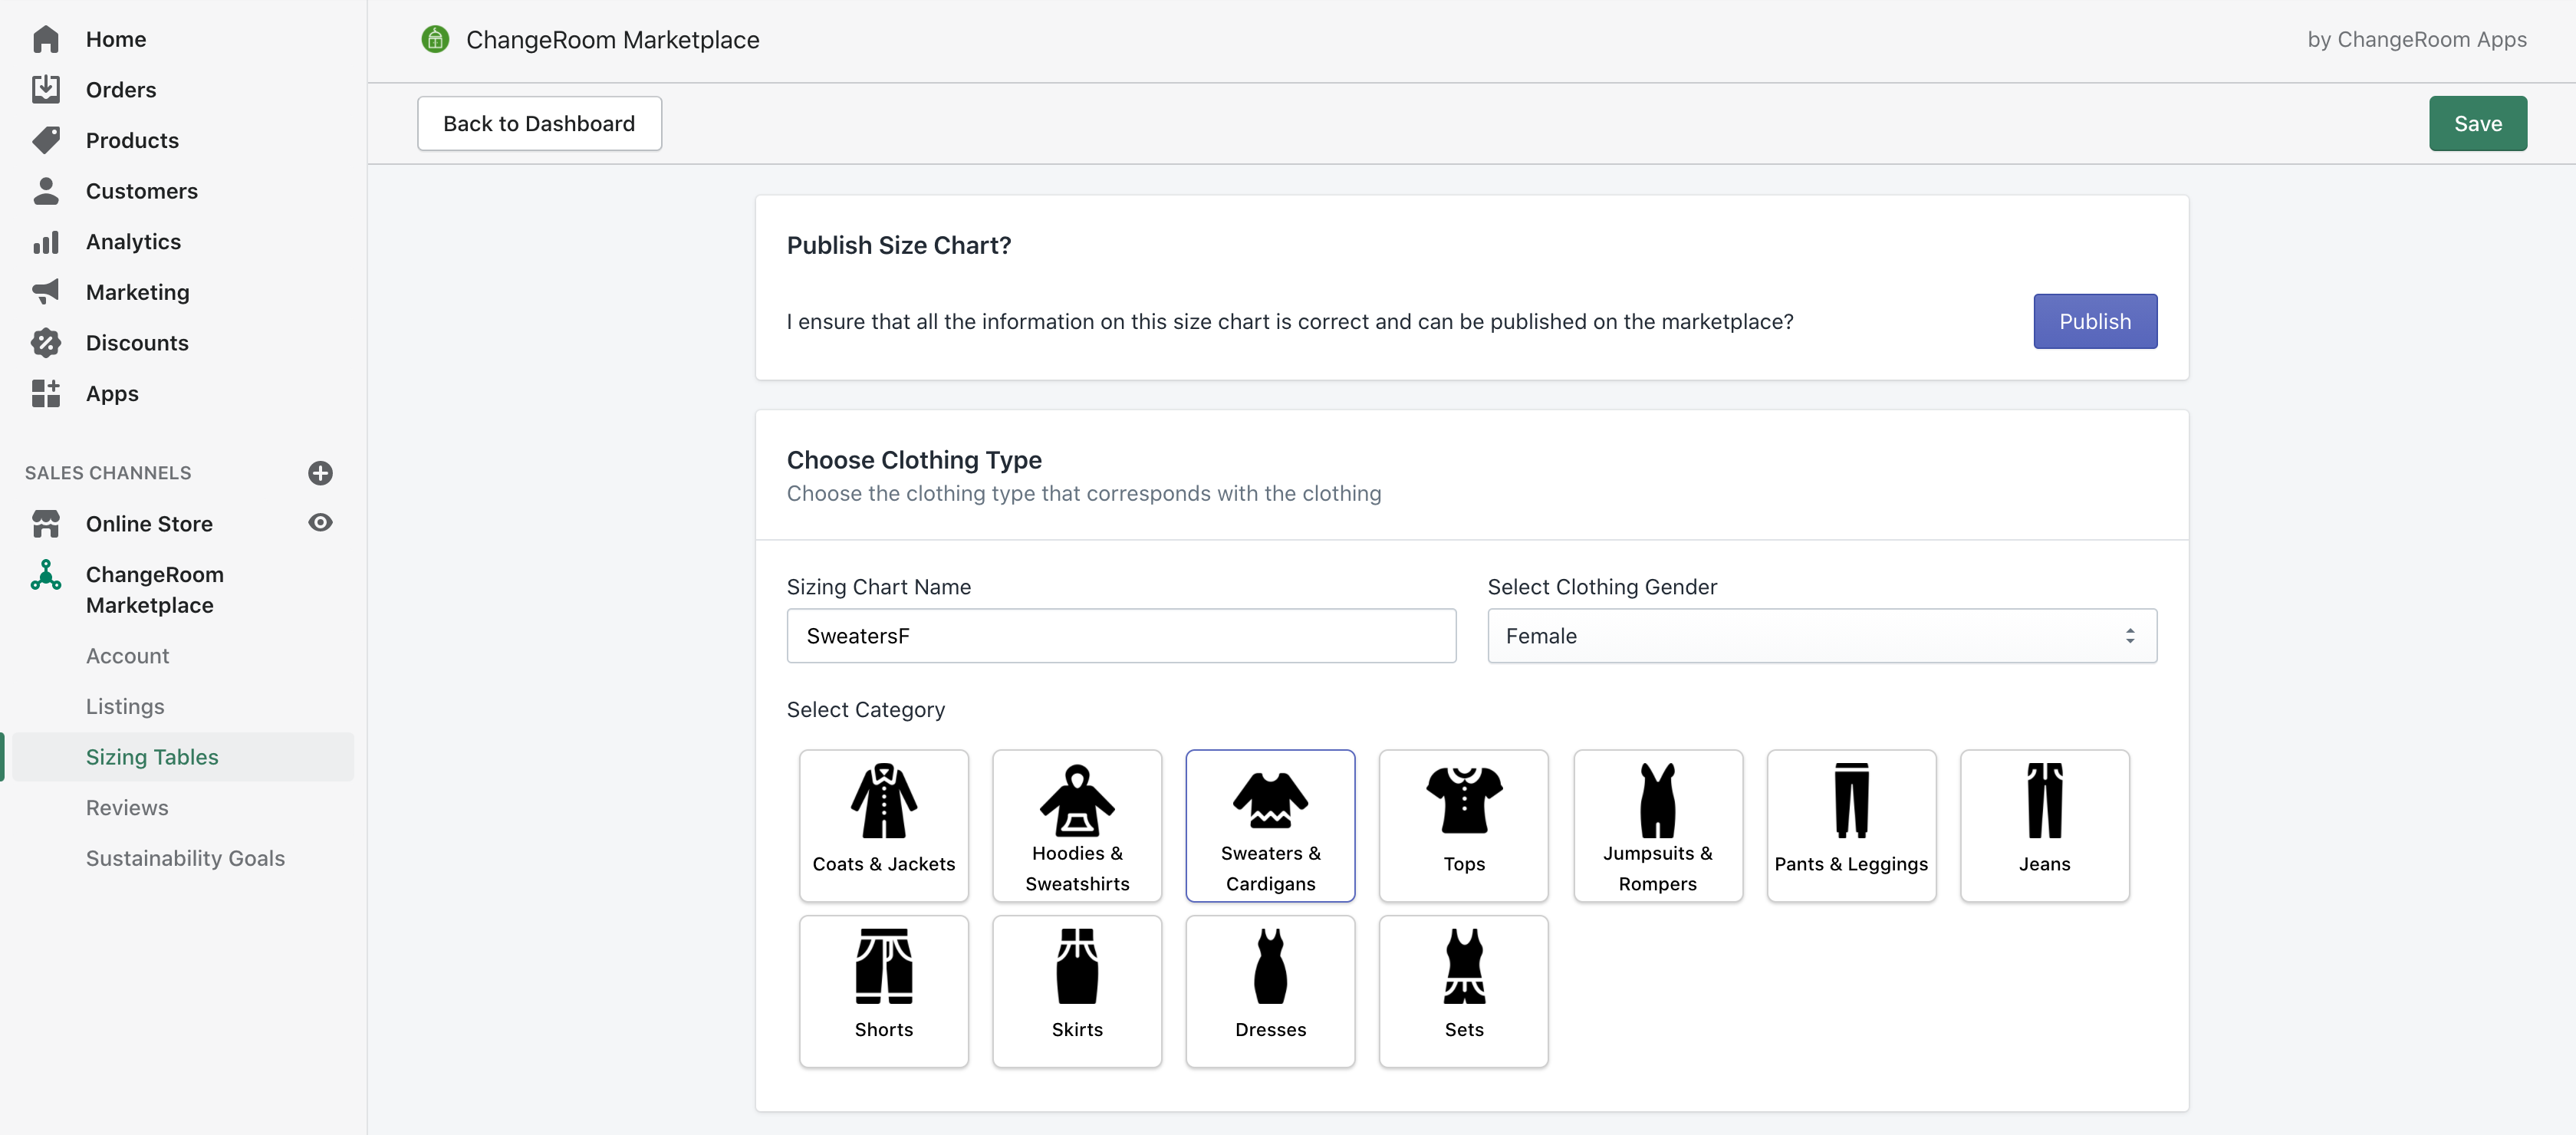 Home
Orders
Products
Customers
Analytics
Marketing
Discounts
Apps
SALES CHANNELS
Online Store
ChangeRoom
Marketplace
Account
Listings
Sizing Tables
Reviews
Sustainability Goals
ChangeRoom Marketplace
by ChangeRoom Apps
Back to Dashboard
Save
Publish Size Chart?
I ensure that all the information on this size chart is correct and can be published on the marketplace?
Publish
Choose Clothing Type
Choose the clothing type that corresponds with the clothing
Sizing Chart Name
SweatersF
Select Clothing Gender
Female
Select Category
Coats & Jackets
Hoodies &
Sweatshirts
Sweaters &
Cardigans
Tops
Jumpsuits &
Rompers
Pants & Leggings
Jeans
Shorts
Skirts
Dresses
Sets